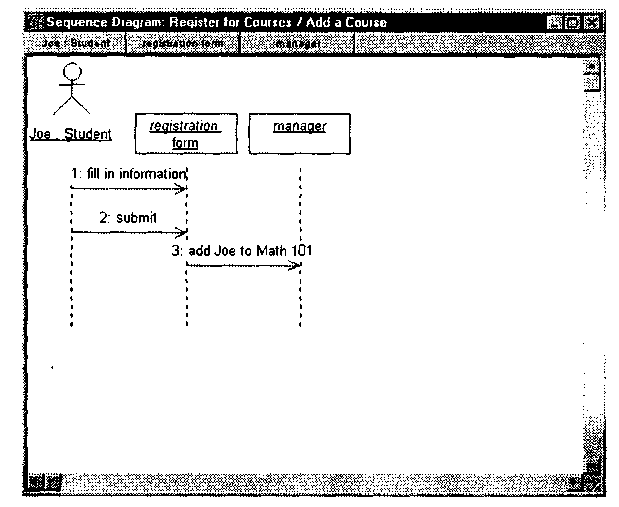 Sequence Diagram: Register for Courses / Add a Course
Joe : Student registration form manager
Joe : Student
registration
form
manager
1: fill in information
2: submit
3: add Joe to Math 101